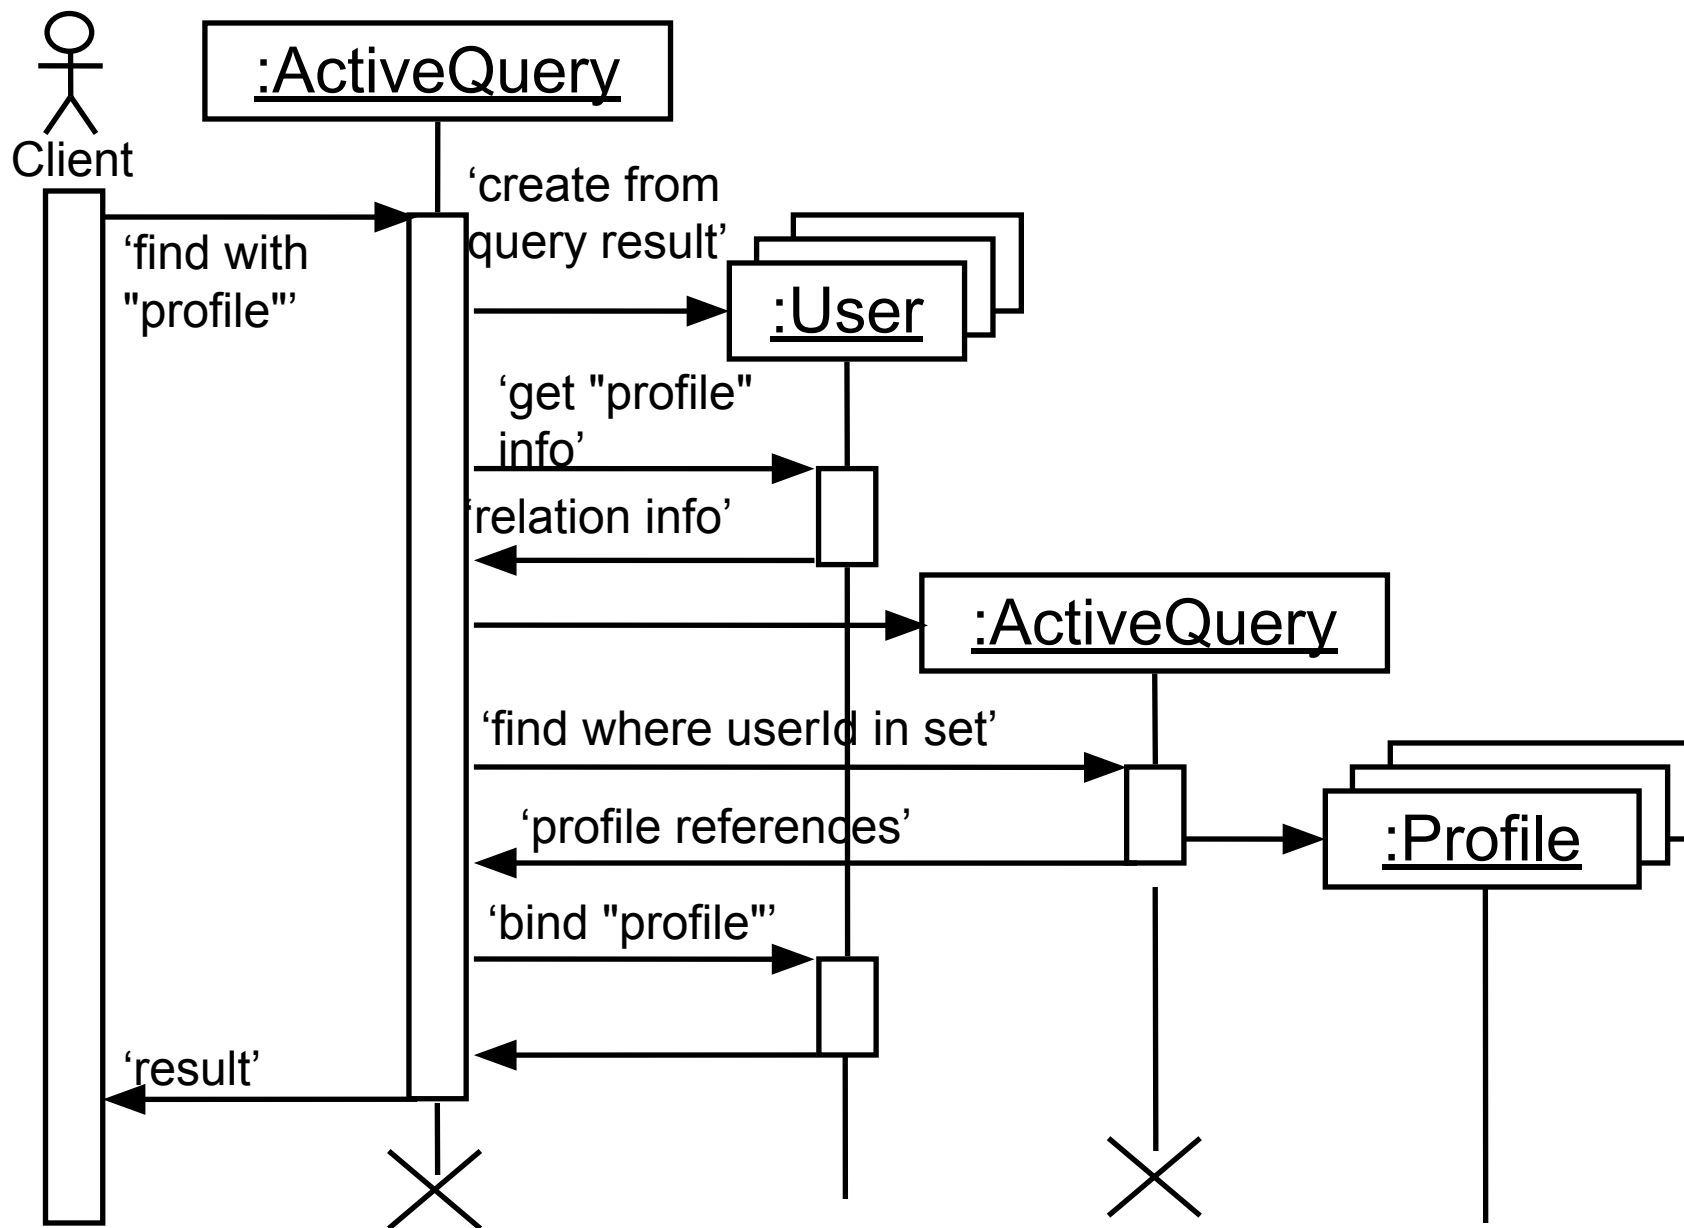 :ActiveQuery
Client
‘create from
query result’
‘find with
"profile"’
:User
‘get "profile"
info’
‘relation info’
:ActiveQuery
‘find where userId in set’
‘profile references’
:Profile
‘bind "profile"’
‘result’